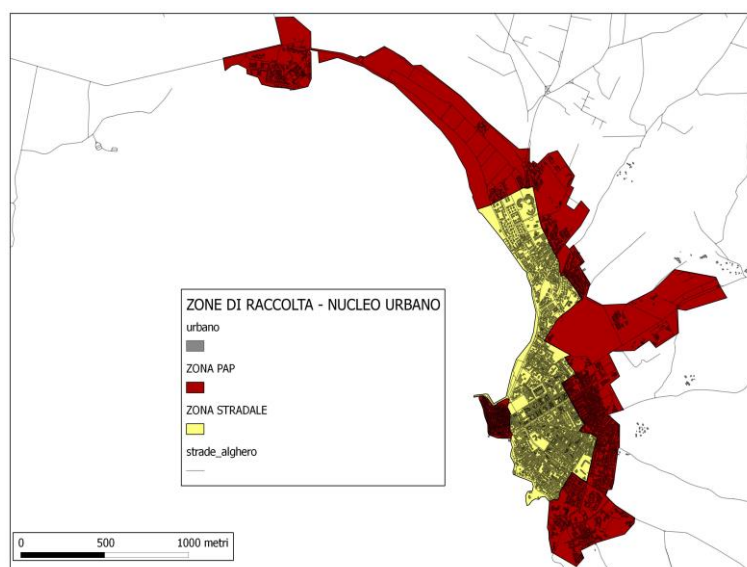 ZONE DI RACCOLTA - NUCLEO URBANO
urbano
ZONA PAP
ZONA STRADALE
strade_alghero
0 500 1000 metri